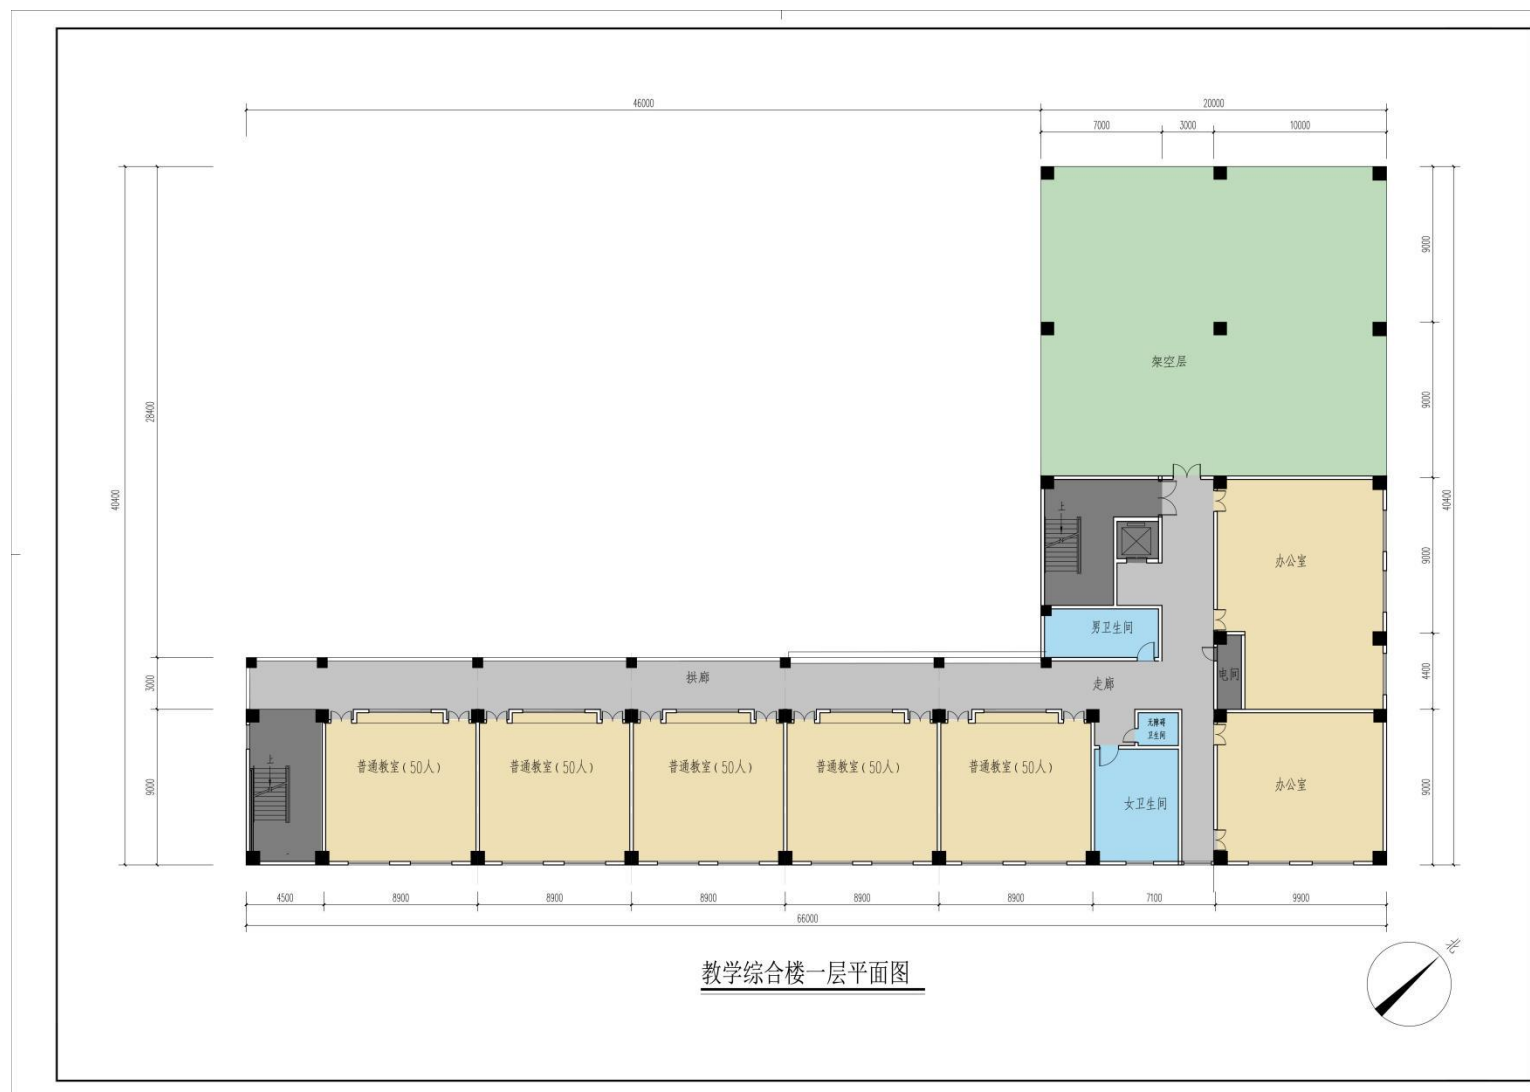 46000
20000
7000
3000
10000
40400
28400
3000
9000
9000
9000
9000
4400
9000
40400
架空层
上
男卫生间
办公室
电间
拱廊
走廊
无障碍
卫生间
上
普通教室(50人)
普通教室(50人)
普通教室(50人)
普通教室(50人)
普通教室(50人)
女卫生间
办公室
4500
8900
8900
8900
8900
8900
7100
9900
66000
教学综合楼一层平面图
北